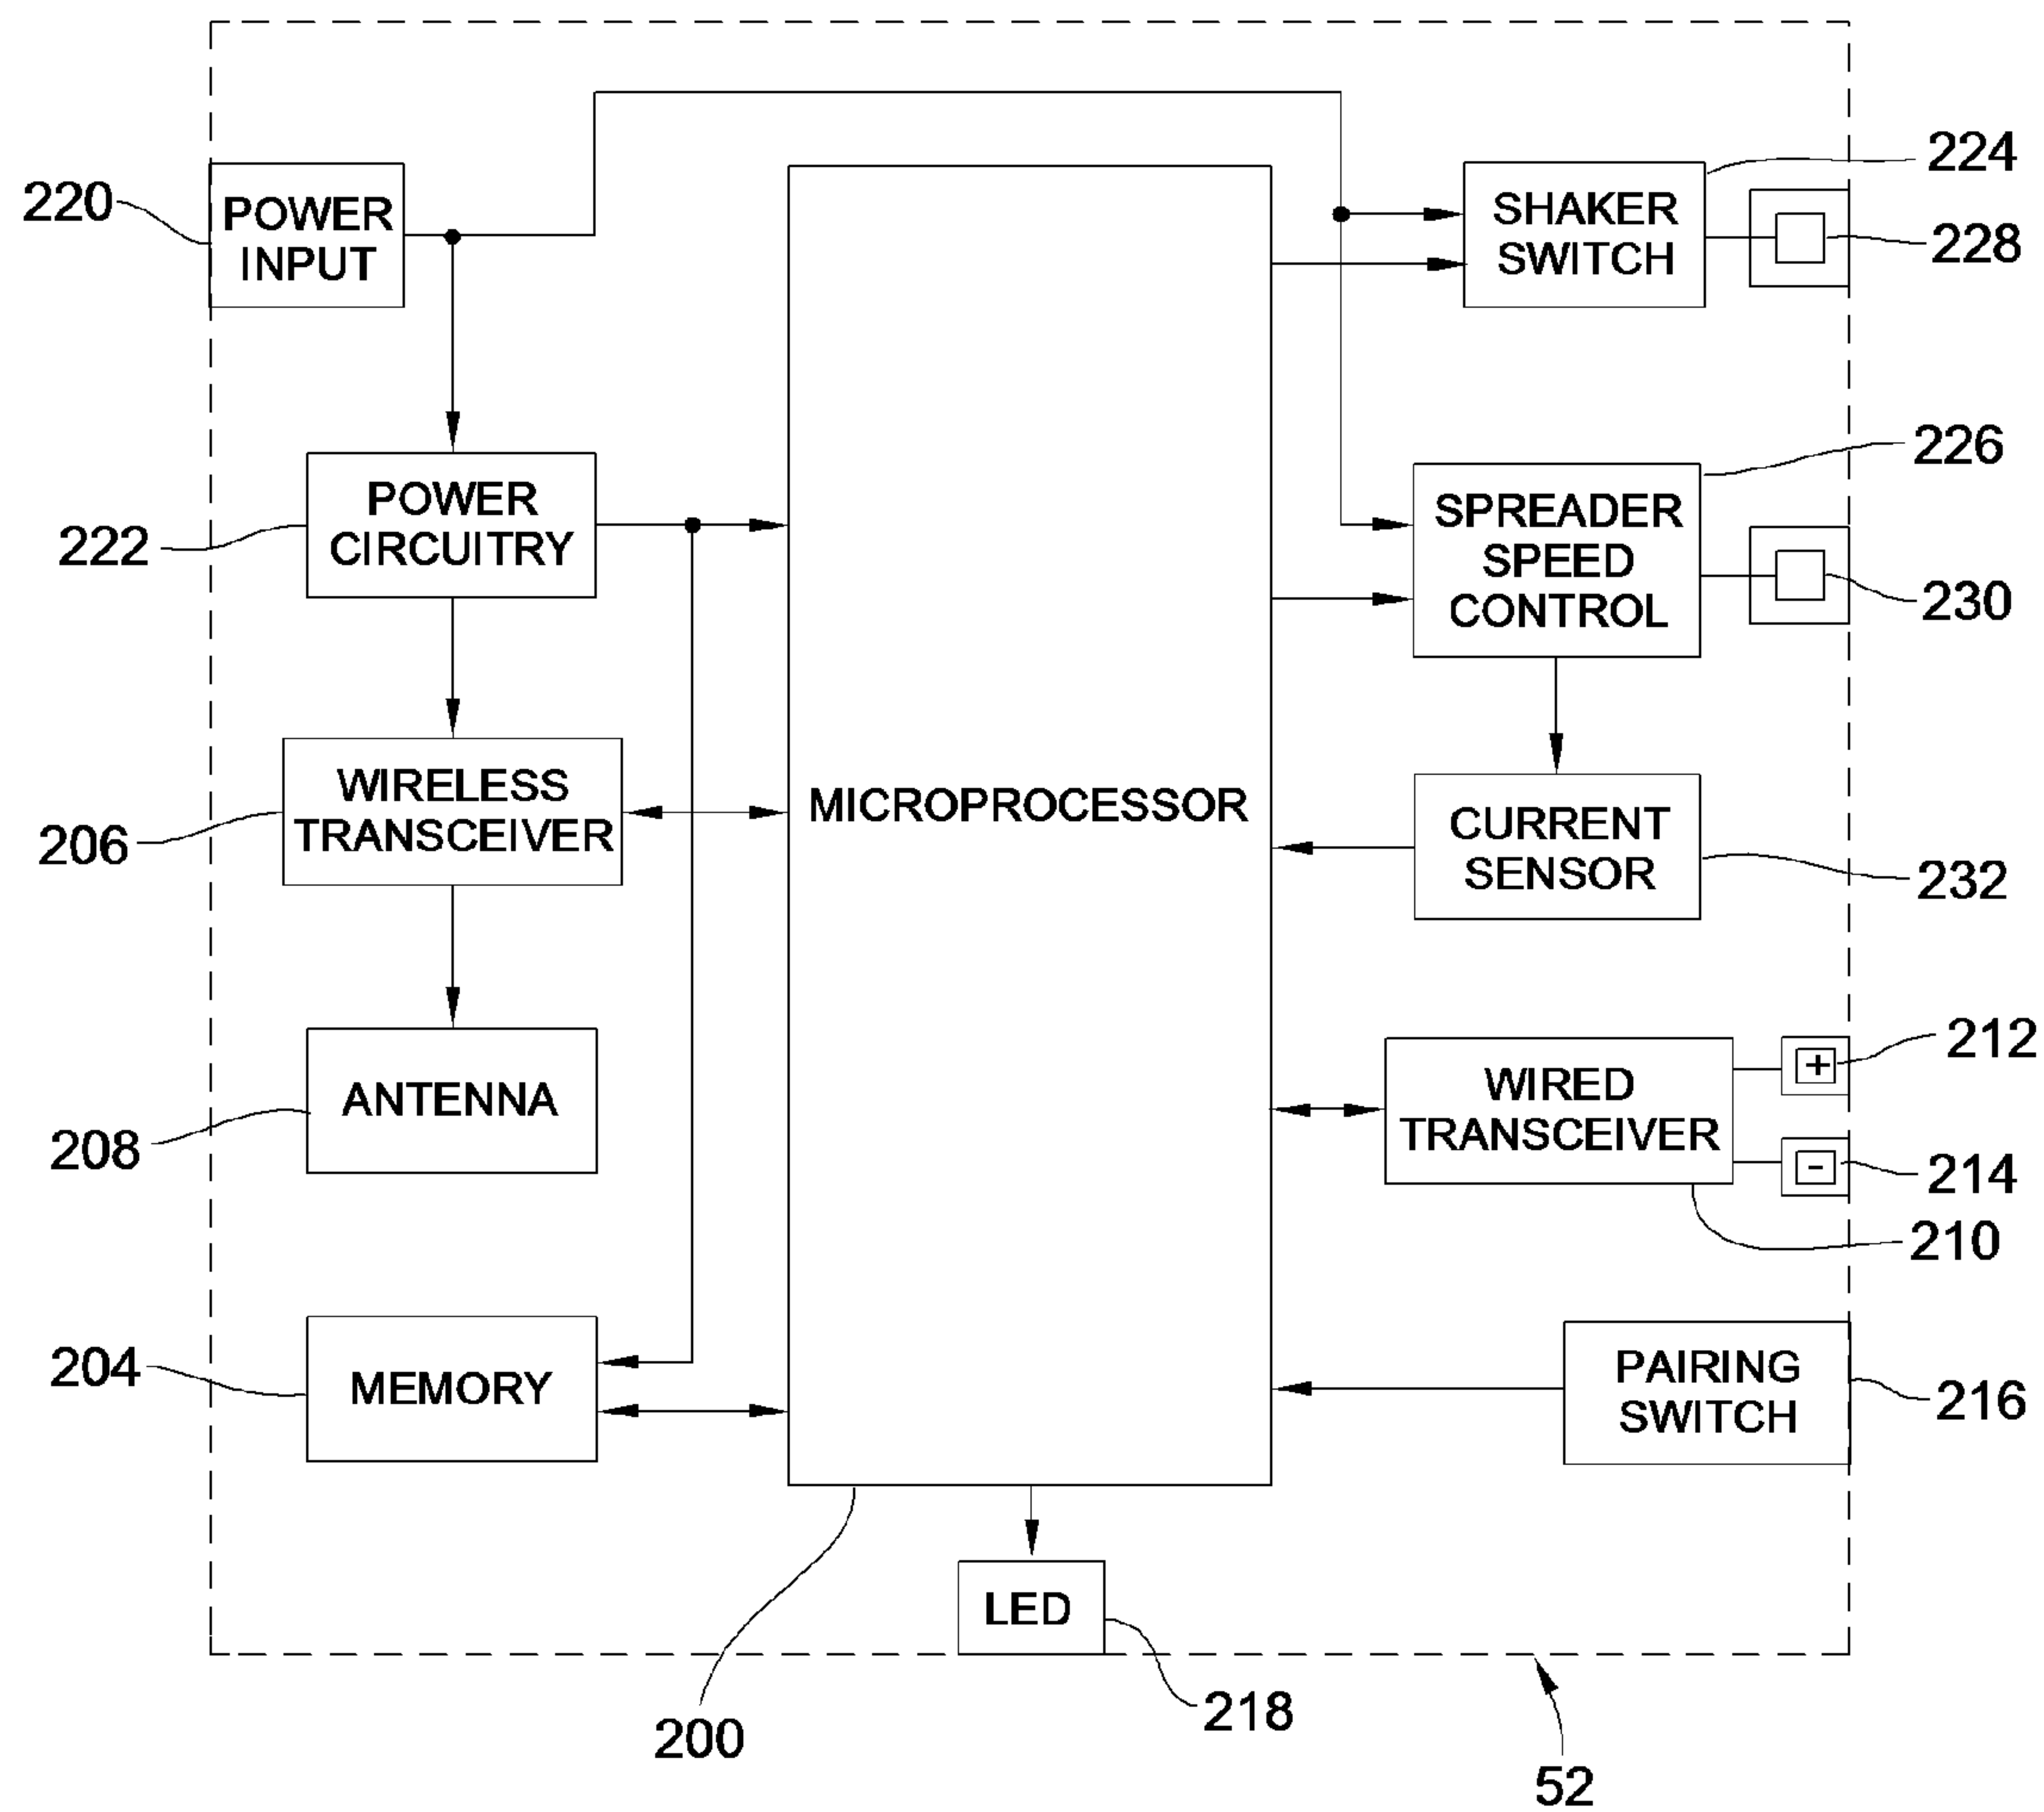 224
220
POWER
INPUT
SHAKER
SWITCH
228
226
222
POWER
CIRCUITRY
SPREADER
SPEED
CONTROL
230
206
WIRELESS
TRANSCEIVER
MICROPROCESSOR
CURRENT
SENSOR
232
212
+
208
ANTENNA
WIRED
TRANSCEIVER
-
214
210
204
MEMORY
PAIRING
SWITCH
216
LED
218
200
52